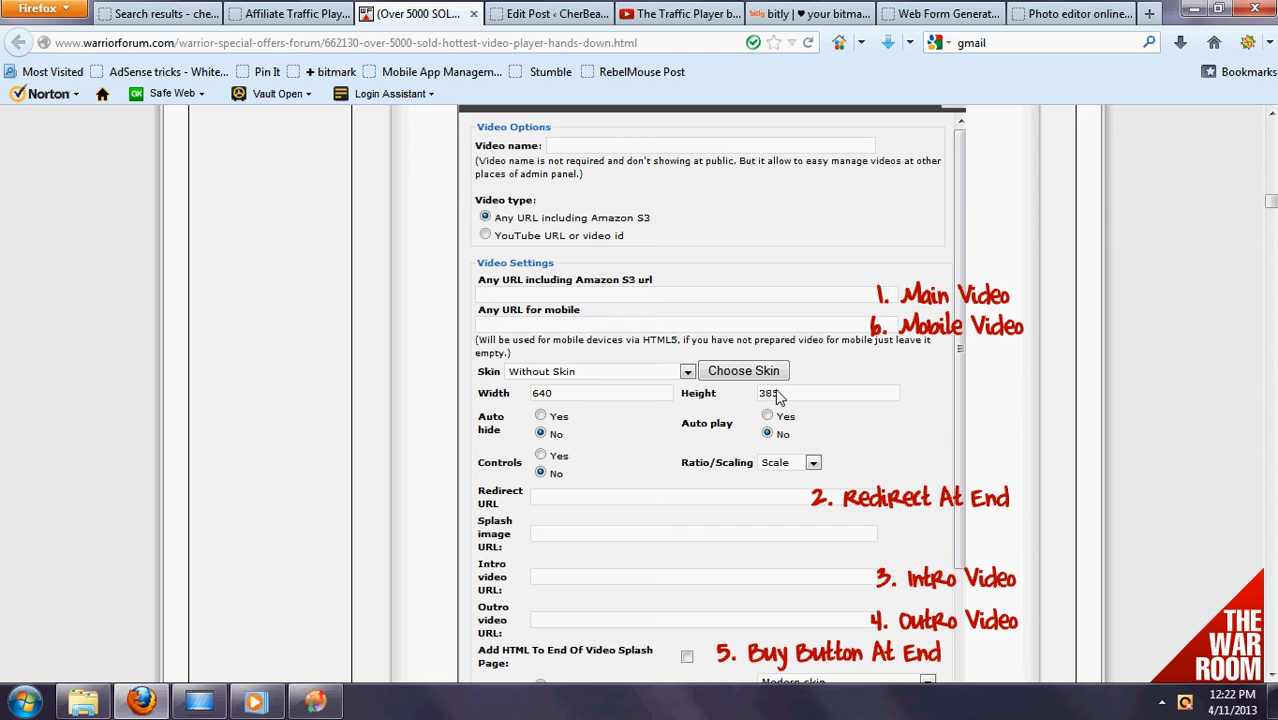 Firefox
Search results - che...
Affiliate Traffic Play...
(Over 5000 SOL...
Edit Post ‹ CrerBea...
The Traffic Player b...
bitly bitly | ♥ your bitma...
Web Form Generat...
Photo editor online...
www.warriorforum.com/warrior-special-offers-forum/662130-over-5000-sold-hottest-video-player-hands-down.html
gmail
Most Visited
AdSense tricks - White...
Pin It
+ bitmark
Mobile App Managem...
Stumble
RebelMouse Post
Bookmarks
Norton
OK Safe Web
Vault Open
Login Assistant
Video Options
Video name:
(Video name is not required and don't showing at public. But it allow to easy manage videos at other
places of admin panel.)
Video type:
Any URL including Amazon S3
YouTube URL or video id
Video Settings
Any URL including Amazon S3 url
1. Main Video
Any URL for mobile
6. Mobile Video
(Will be used for mobile devices via HTML5, if you have not prepared video for mobile just leave it
empty.)
Skin Without Skin Choose Skin
Width 640 Height 385
Auto hide Yes No
Auto play Yes No
Controls Yes No
Ratio/Scaling Scale
Redirect URL
2. Redirect At End
Splash image URL:
Intro video URL:
3. Intro Video
Outro video URL:
4. Outro Video
Add HTML To End Of Video Splash
Page:
5. Buy Button At End
Modern skin
THE
WAR
ROOM
12:22 PM
4/11/2013